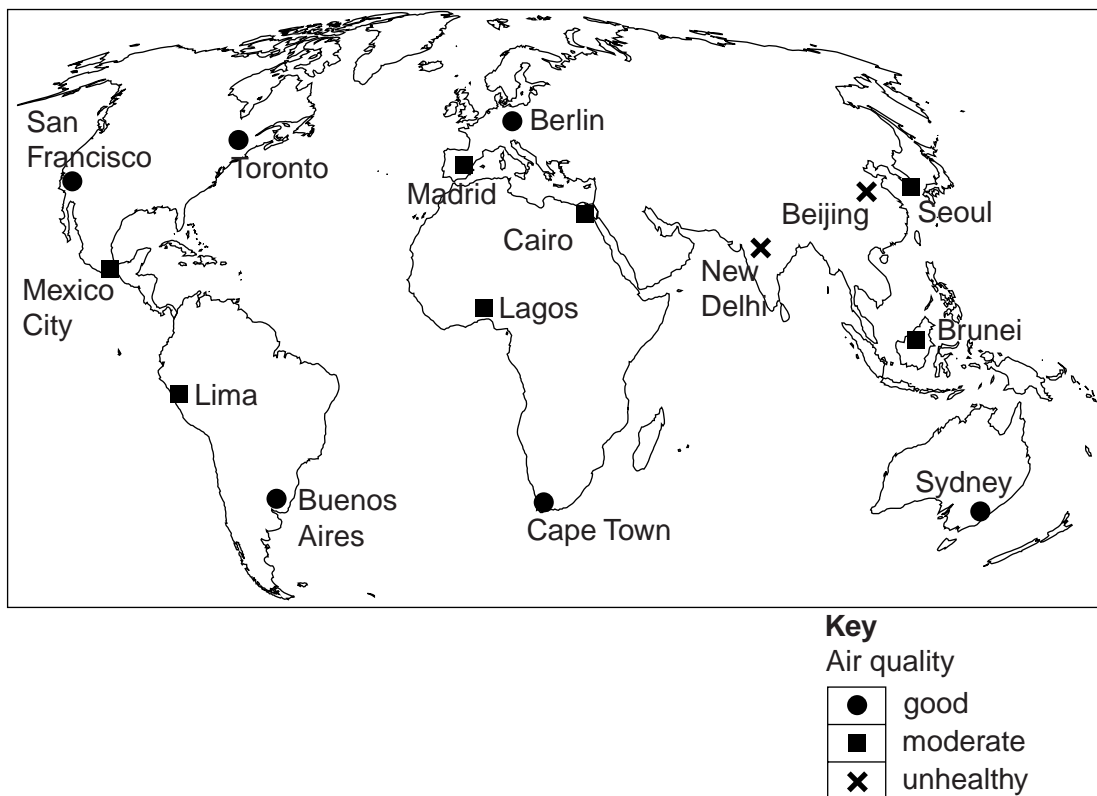 San
Francisco
Toronto
Berlin
Madrid
Beijing
Seoul
Cairo
New
Delhi
Mexico
City
Lagos
Brunei
Lima
Sydney
Buenos
Aires
Cape Town
Key
Air quality
good
moderate
unhealthy